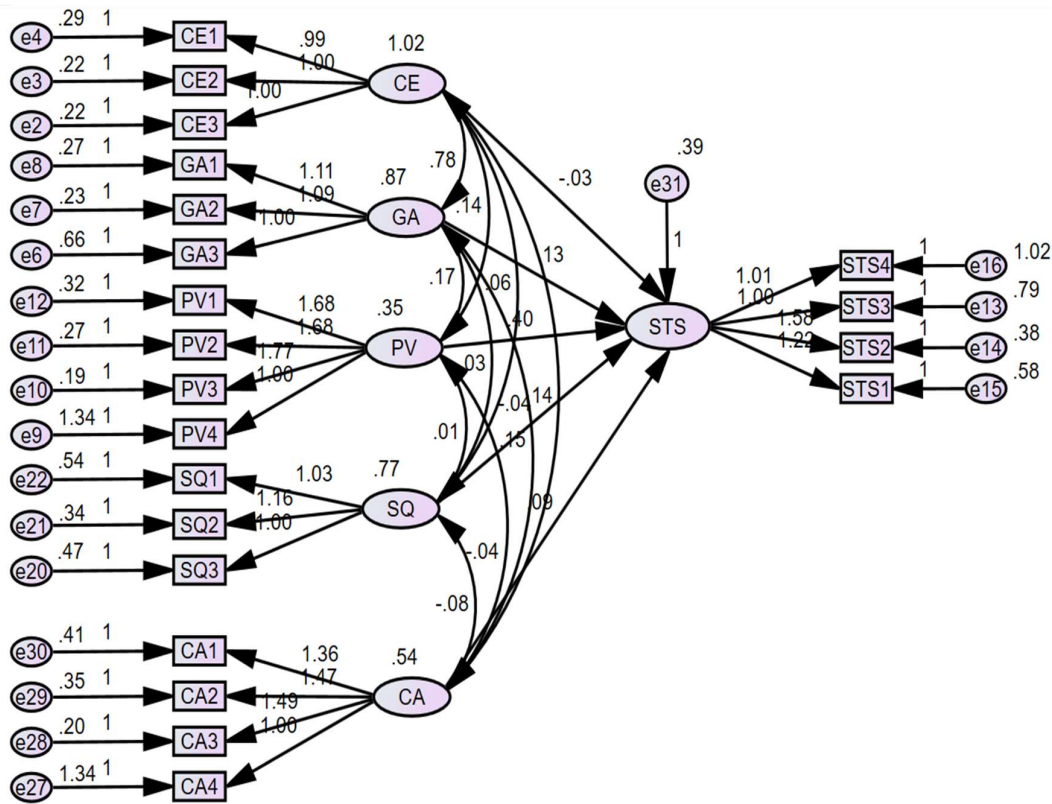 e4 .29 1 CE1
e3 .22 1 CE2
e2 .22 1 CE3
e8 .27 1 GA1
e7 .23 1 GA2
e6 .66 1 GA3
e12 .32 1 PV1
e11 .27 1 PV2
e10 .19 1 PV3
e9 1.34 1 PV4
e22 .54 1 SQ1
e21 .34 1 SQ2
e20 .47 1 SQ3
e30 .41 1 CA1
e29 .35 1 CA2
e28 .20 1 CA3
e27 1.34 1 CA4
.99
1.00
1.00
1.02
CE
1.11
1.09
1.00
.87
GA
1.68
1.68
1.77
1.00
.35
PV
1.03
1.16
1.00
.77
SQ
1.36
1.47
1.49
1.00
.54
CA
.78
.14
.13
.17
.06
.40
.03
-.04
.14
.01
.15
.09
-.04
-.08
-.03
.39
e31
1
STS
1.01
1.00
1.58
1.22
STS4 1 e16 1.02
STS3 1 e13 .79
STS2 1 e14 .38
STS1 1 e15 .58